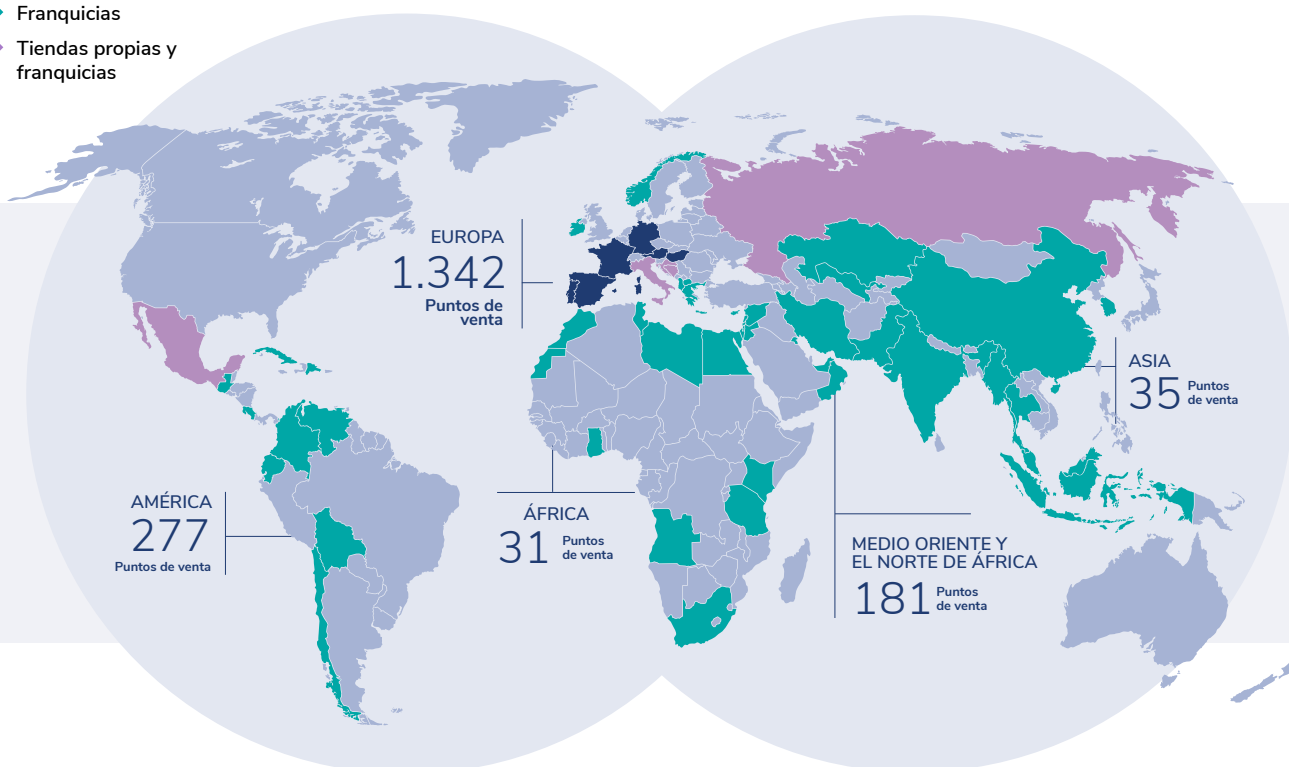 Franquicias
Tiendas propias y
franquicias
EUROPA
1.342
Puntos de
venta
ASIA
35 Puntos
de venta
AMÉRICA
277
Puntos de venta
ÁFRICA
31 Puntos
de venta
MEDIO ORIENTE Y
EL NORTE DE ÁFRICA
181 Puntos
de venta